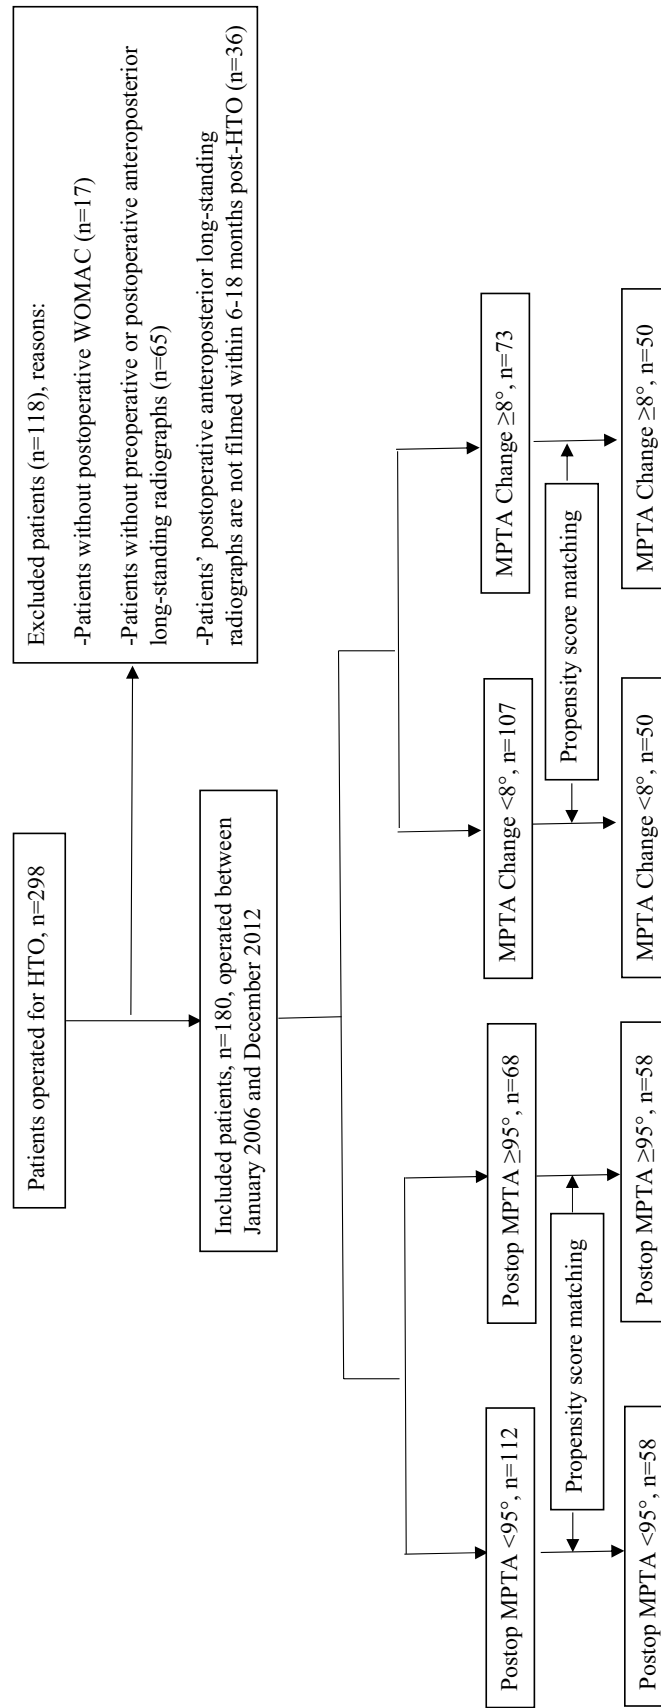 Patients operated for HTO, n=298
Excluded patients (n=118), reasons:
-Patients without postoperative WOMAC (n=17)
-Patients without preoperative or postoperative anteroposterior
long-standing radiographs (n=65)
-Patients' postoperative anteroposterior long-standing
radiographs are not filmed within 6-18 months post-HTO (n=36)
Included patients, n=180, operated between
January 2006 and December 2012
Postop MPTA <95°, n=112
Postop MPTA ≥95°, n=68
MPTA Change <8°, n=107
MPTA Change ≥8°, n=73
Propensity score matching
Propensity score matching
Postop MPTA <95°, n=58
Postop MPTA ≥95°, n=58
MPTA Change <8°, n=50
MPTA Change ≥8°, n=50